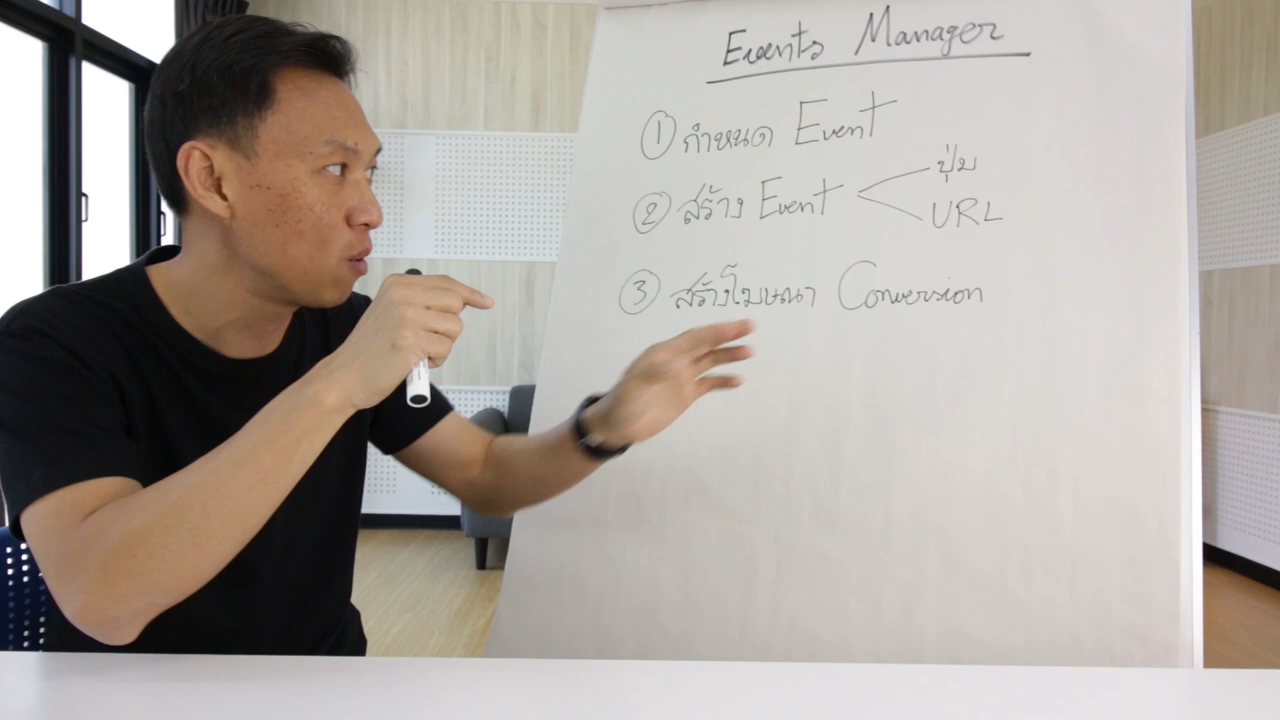 Events Manager
① กำหนด Event
② สร้าง Event
ปุ่ม
URL
③ สร้างโฆษณา Conversion